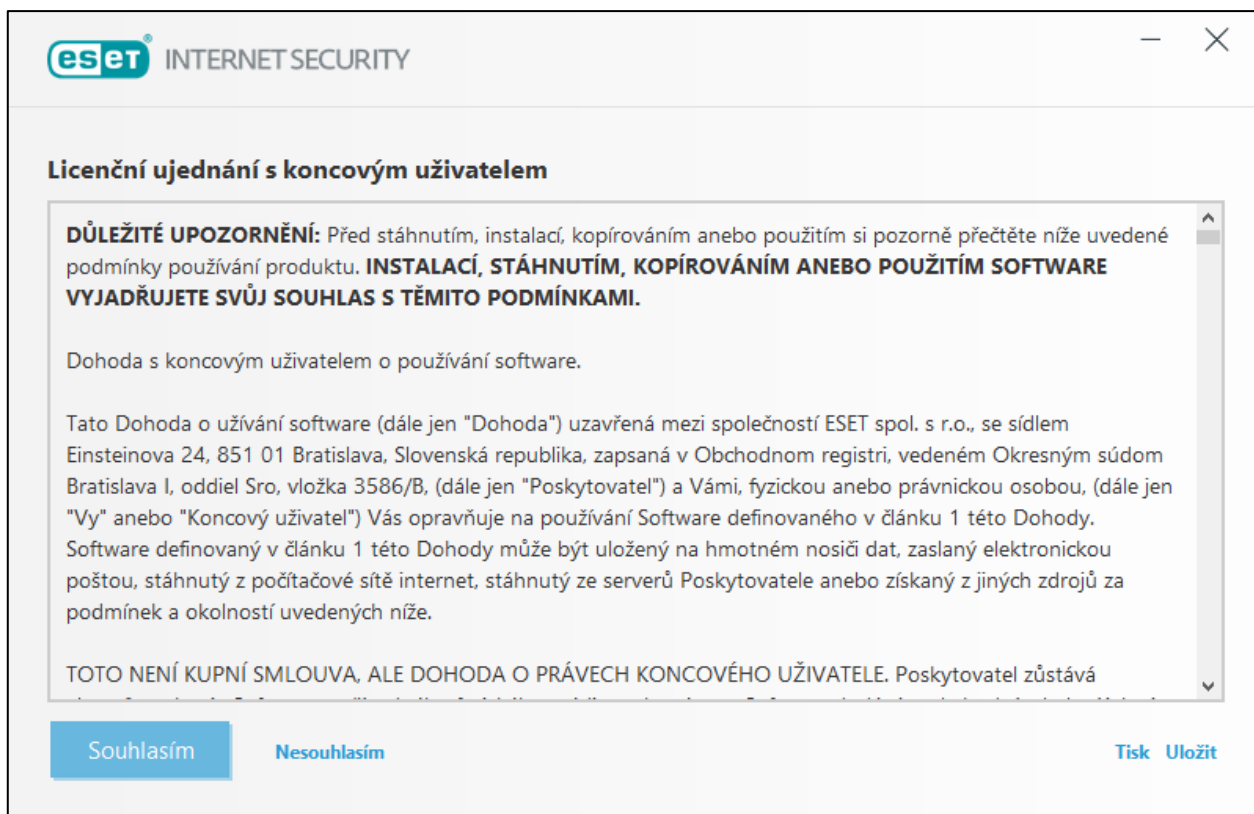 eset® INTERNET SECURITY
Licenční ujednání s koncovým uživatelem
DŮLEŽITÉ UPOZORNĚNÍ: Před stáhnutím, instalací, kopírováním anebo použitím si pozorně přečtěte níže uvedené
podmínky používání produktu. INSTALACÍ, STÁHNUTÍM, KOPÍROVÁNÍM ANEBO POUŽITÍM SOFTWARE
VYJADŘUJETE SVŮJ SOUHLAS S TĚMITO PODMÍNKAMI.
Dohoda s koncovým uživatelem o používání software.
Tato Dohoda o užívání software (dále jen "Dohoda") uzavřená mezi společností ESET spol. s r.o., se sídlem
Einsteinova 24, 851 01 Bratislava, Slovenská republika, zapsaná v Obchodnom registri, vedeném Okresným súdom
Bratislava I, oddiel Sro, vložka 3586/B, (dále jen "Poskytovatel") a Vámi, fyzickou anebo právnickou osobou, (dále jen
"Vy" anebo "Koncový uživatel") Vás opravňuje na používání Software definovaného v článku 1 této Dohody.
Software definovaný v článku 1 této Dohody může být uložený na hmotném nosiči dat, zaslaný elektronickou
poštou, stáhnutý z počítačové sítě internet, stáhnutý ze serverů Poskytovatele anebo získaný z jiných zdrojů za
podmínek a okolností uvedených níže.
TOTO NENÍ KUPNÍ SMLOUVA, ALE DOHODA O PRÁVECH KONCOVÉHO UŽIVATELE. Poskytovatel zůstává
Souhlasím Nesouhlasím Tisk Uložit